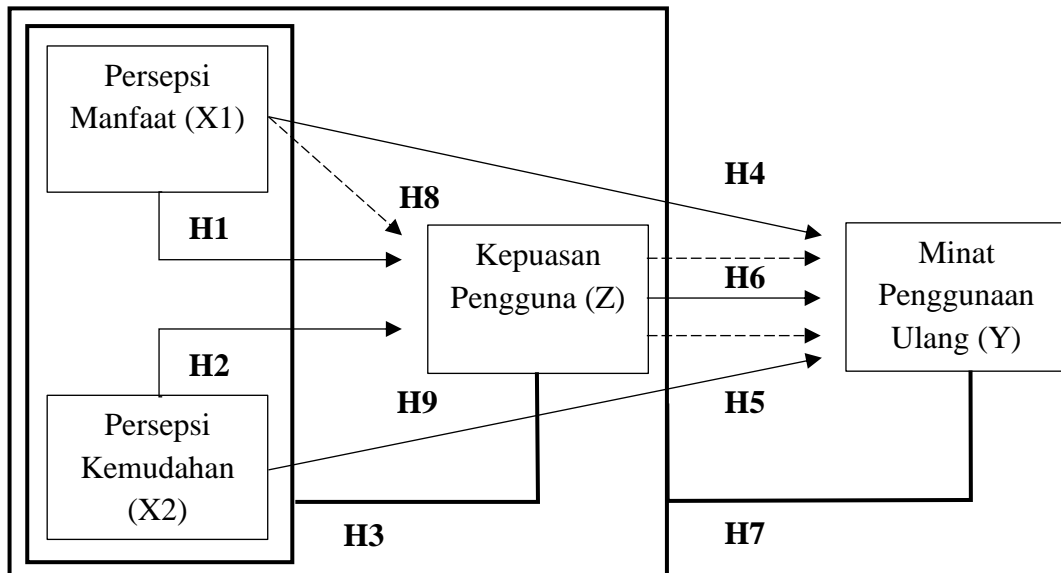 Persepsi
Manfaat (X1)
H4
H8
H1
Kepuasan
Pengguna (Z)
H6
Minat
Penggunaan
Ulang (Y)
H2
H9
H5
Persepsi
Kemudahan
(X2)
H3
H7